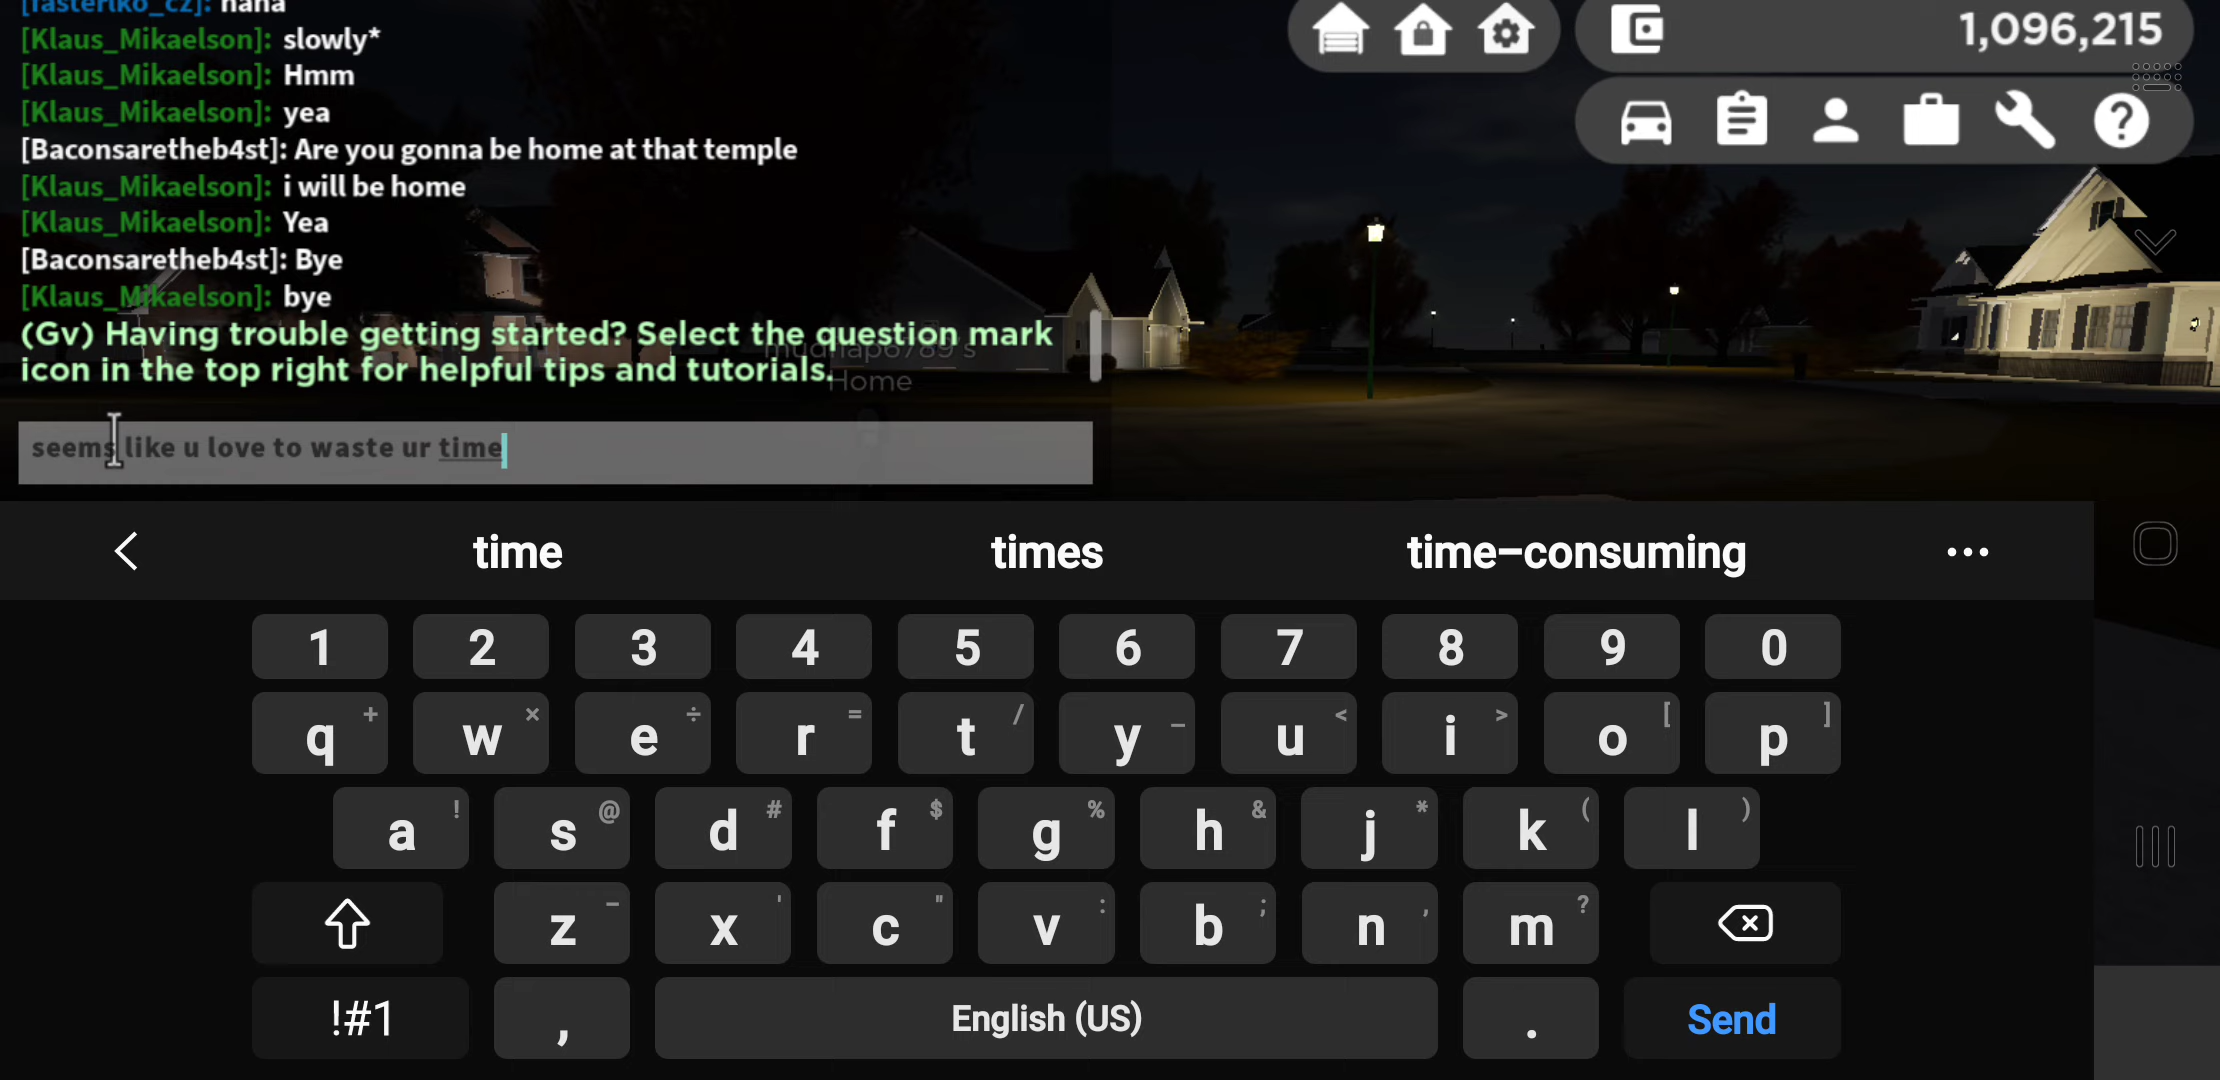 [fasteriko_cz]: haha
[Klaus_Mikaelson]: slowly*
1,096,215
[Klaus_Mikaelson]: Hmm
[Klaus_Mikaelson]: yea
[Baconsaretheb4st]: Are you gonna be home at that temple
[Klaus_Mikaelson]: i will be home
[Klaus_Mikaelson]: Yea
[Baconsaretheb4st]: Bye
[Klaus_Mikaelson]: bye
(Gv) Having trouble getting started? Select the question mark
icon in the top right for helpful tips and tutorials.
Home
seems like u love to waste ur time
time times time-consuming
1 2 3 4 5 6 7 8 9 0
q + w × e ÷ r = t / y _ u < i > o [ p ]
a ! s @ d # f $ g % h & j * k ( l )
z - x ' c " v : b ; n , m ?
!#1 , English (US) . Send